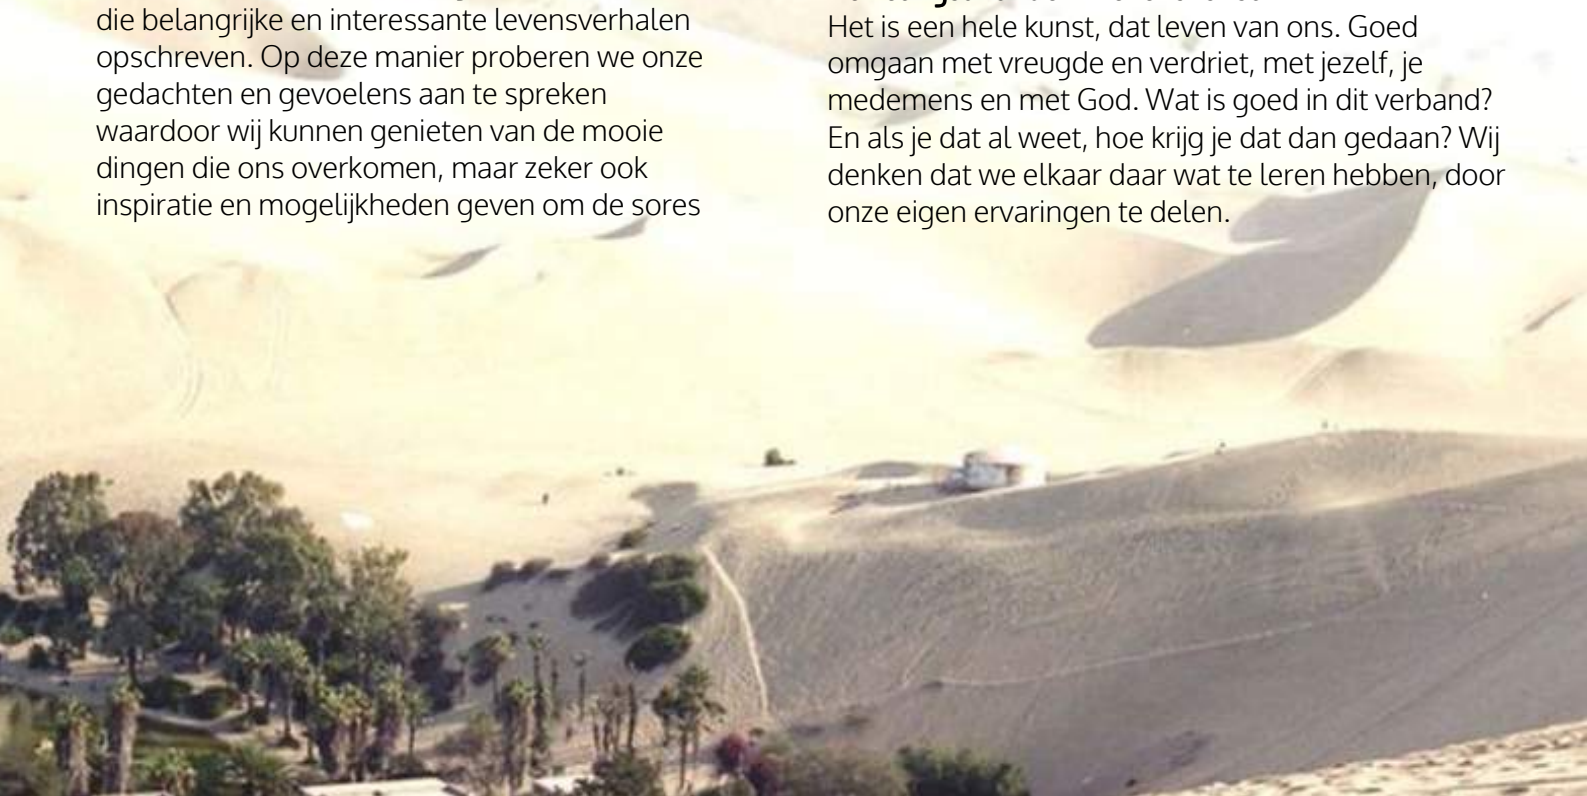 die belangrijke en interessante levensverhalen
opschreven. Op deze manier proberen we onze
gedachten en gevoelens aan te spreken
waardoor wij kunnen genieten van de mooie
dingen die ons overkomen, maar zeker ook
inspiratie en mogelijkheden geven om de sores
Het is een hele kunst, dat leven van ons. Goed
omgaan met vreugde en verdriet, met jezelf, je
medemens en met God. Wat is goed in dit verband?
En als je dat al weet, hoe krijg je dat dan gedaan? Wij
denken dat we elkaar daar wat te leren hebben, door
onze eigen ervaringen te delen.